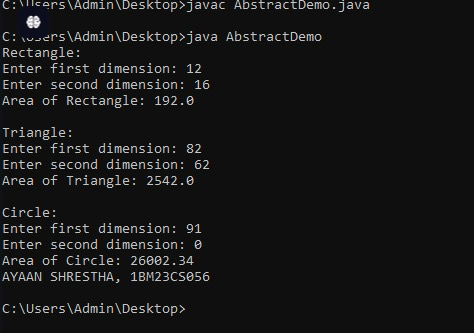 C:\Users\Admin\Desktop>javac AbstractDemo.java
C:\Users\Admin\Desktop>java AbstractDemo
Rectangle:
Enter first dimension: 12
Enter second dimension: 16
Area of Rectangle: 192.0
Triangle:
Enter first dimension: 82
Enter second dimension: 62
Area of Triangle: 2542.0
Circle:
Enter first dimension: 91
Enter second dimension: 0
Area of Circle: 26002.34
AYAAN SHRESTHA, 1BM23CS056
C:\Users\Admin\Desktop>